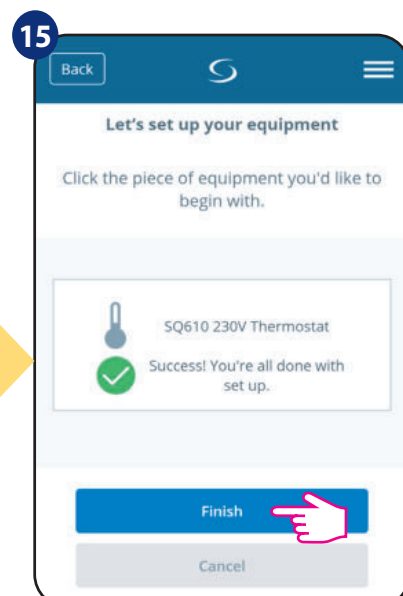 15
Back
Let's set up your equipment
Click the piece of equipment you'd like to
begin with.
SQ610 230V Thermostat
Success! You're all done with
set up.
Finish
Cancel